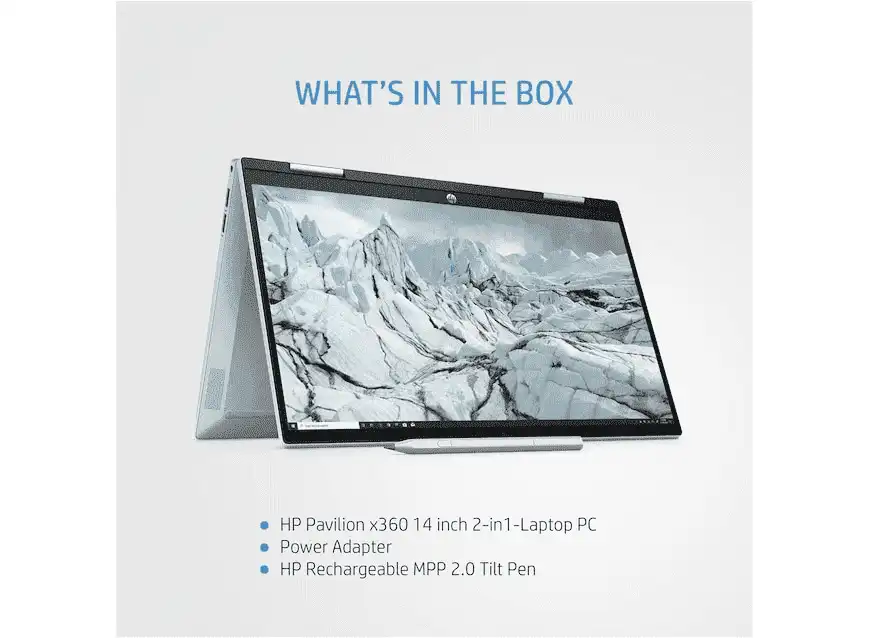 WHAT'S IN THE BOX
HP Pavilion x360 14 inch 2-in1-Laptop PC
Power Adapter
HP Rechargeable MPP 2.0 Tilt Pen